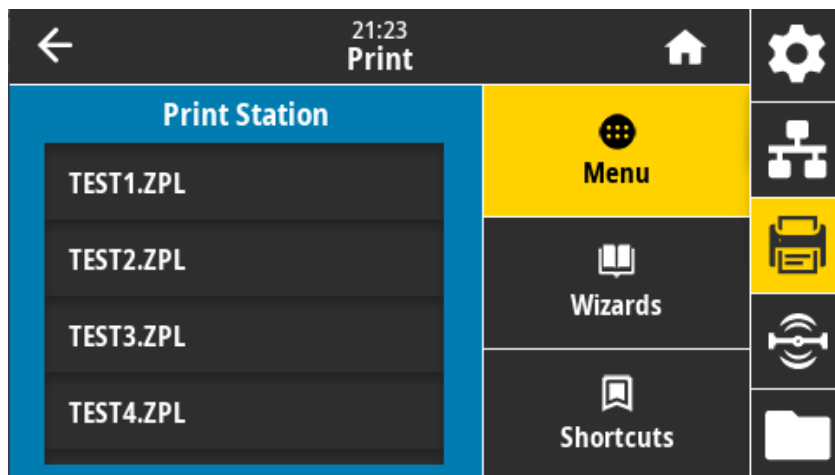 21:23
Print
Print Station
TEST1.ZPL
TEST2.ZPL
TEST3.ZPL
TEST4.ZPL
Menu
Wizards
Shortcuts